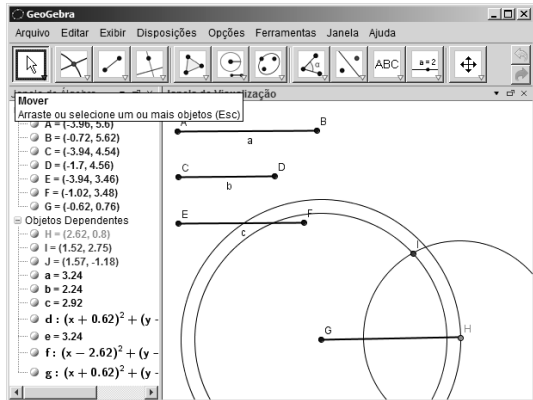 GeoGebra
Arquivo Editar Exibir Disposições Opções Ferramentas Janela Ajuda
α
ABC
a=2
Mover
Arraste ou selecione um ou mais objetos (Esc)
A = (-3.96, 5.6)
B = (-0.72, 5.62)
C = (-3.94, 4.54)
D = (-1.7, 4.56)
E = (-3.94, 3.46)
F = (-1.02, 3.48)
G = (-0.62, 0.76)
Objetos Dependentes
H = (2.62, 0.8)
I = (1.52, 2.75)
J = (1.57, -1.18)
a = 3.24
b = 2.24
c = 2.92
d : (x + 0.62)² + (y -
e = 3.24
f : (x − 2.62)² + (y -
g : (x + 0.62)² + (y -
A
B
a
C
D
b
E
F
c
I
G
H